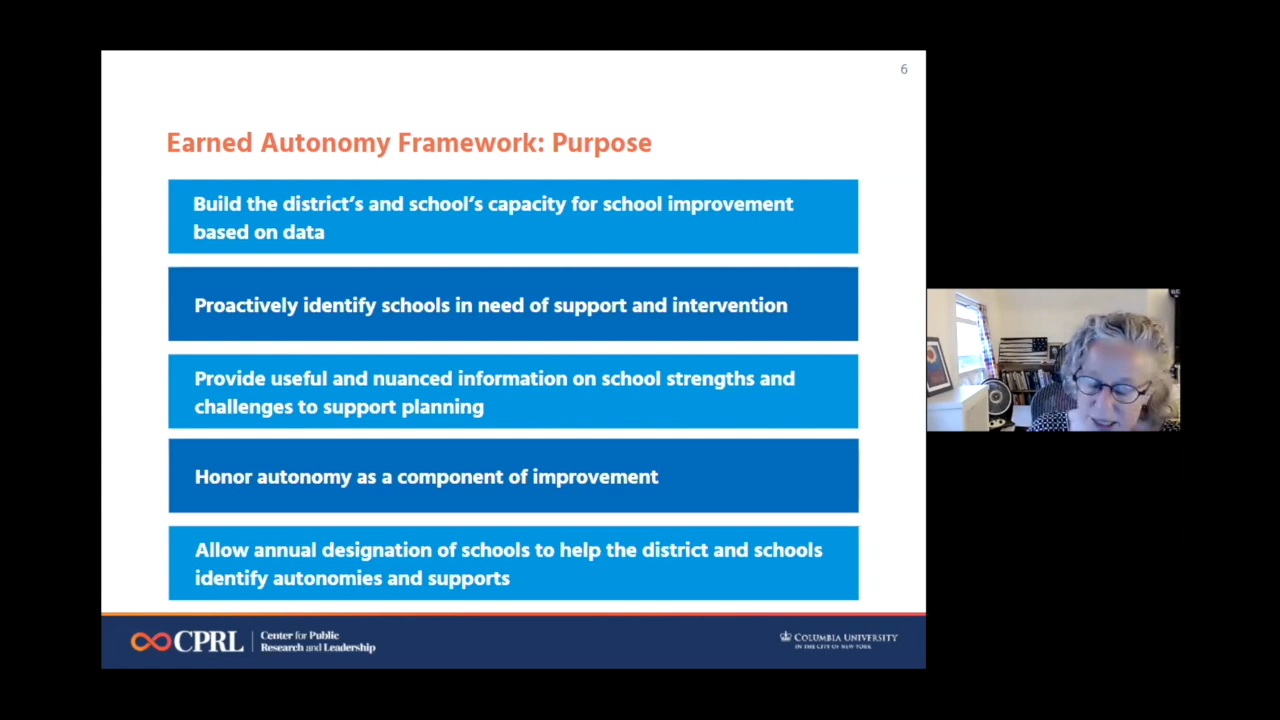 6
Earned Autonomy Framework: Purpose
Build the district's and school's capacity for school improvement
based on data
Proactively identify schools in need of support and intervention
Provide useful and nuanced information on school strengths and
challenges to support planning
Honor autonomy as a component of improvement
Allow annual designation of schools to help the district and schools
identify autonomies and supports
CPRL
Center for Public
Research and Leadership
COLUMBIA UNIVERSITY
IN THE CITY OF NEW YORK